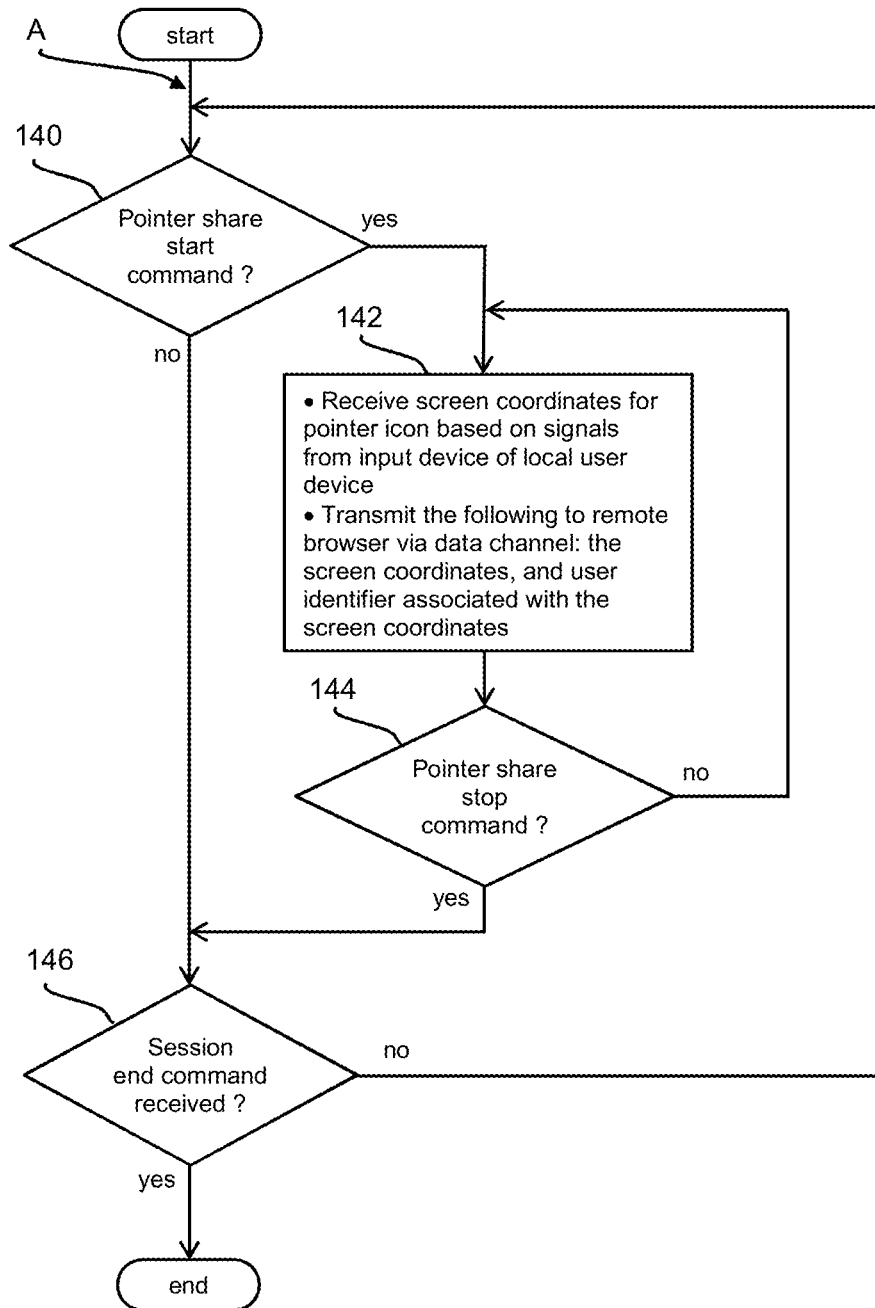 start
A
140
Pointer share
start
command ?
yes
no
142
• Receive screen coordinates for
pointer icon based on signals
from input device of local user
device
• Transmit the following to remote
browser via data channel: the
screen coordinates, and user
identifier associated with the
screen coordinates
144
Pointer share
stop
command ?
no
yes
146
Session
end command
received ?
no
yes
end